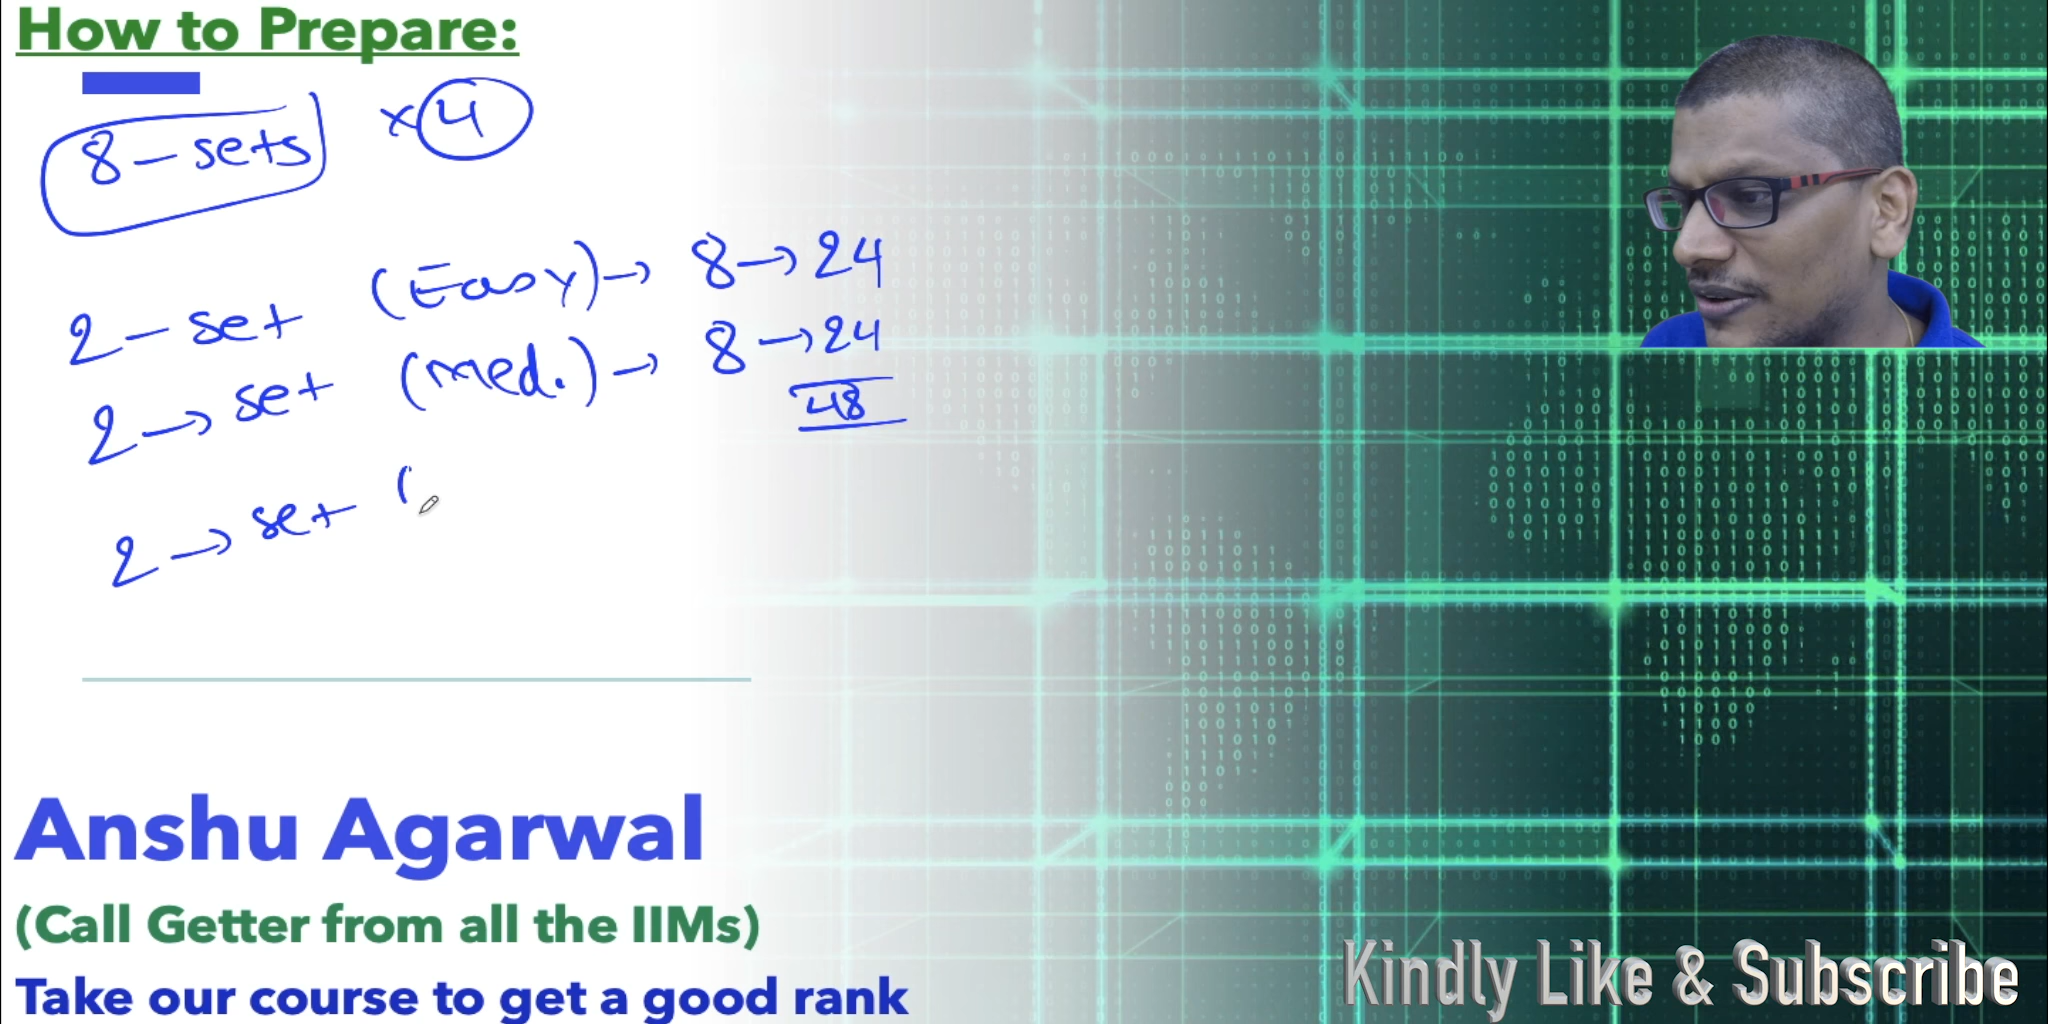 How to Prepare:
8 - sets × 4
2 - set (Easy) → 8 → 24
2 → set (Med.) → 8 → 24
48
2 → set (
Anshu Agarwal
(Call Getter from all the IIMs)
Take our course to get a good rank
Kindly Like & Subscribe